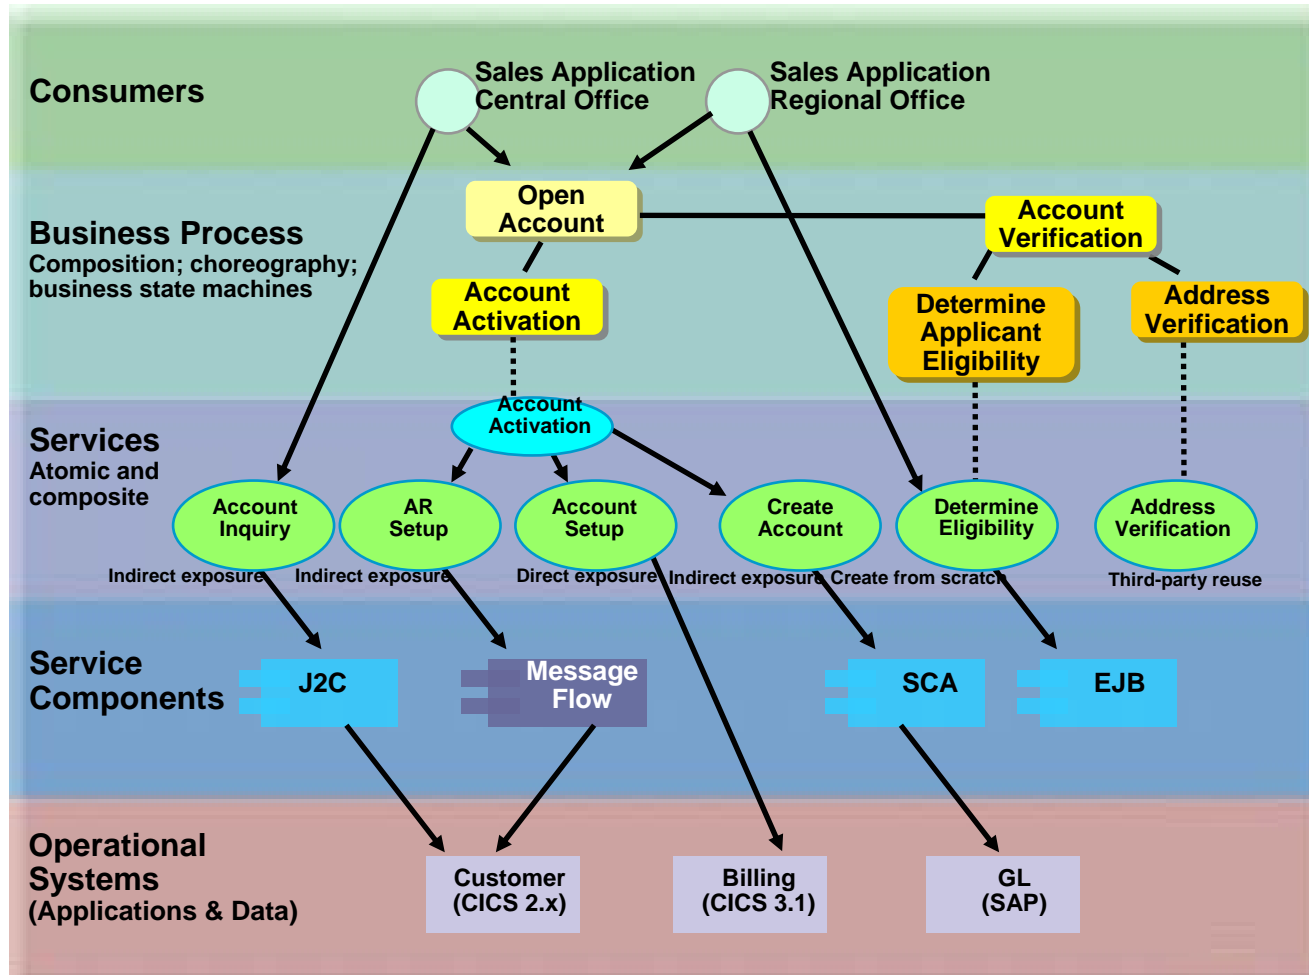 Consumers
Sales Application
Central Office
Sales Application
Regional Office
Business Process
Composition; choreography;
business state machines
Open
Account
Account
Verification
Account
Activation
Determine
Applicant
Eligibility
Address
Verification
Services
Atomic and
composite
Account
Activation
Account
Inquiry
AR
Setup
Account
Setup
Create
Account
Determine
Eligibility
Address
Verification
Indirect exposure
Indirect exposure
Direct exposure
Indirect exposure
Create from scratch
Third-party reuse
Service
Components
J2C
Message
Flow
SCA
EJB
Operational
Systems
(Applications & Data)
Customer
(CICS 2.x)
Billing
(CICS 3.1)
GL
(SAP)